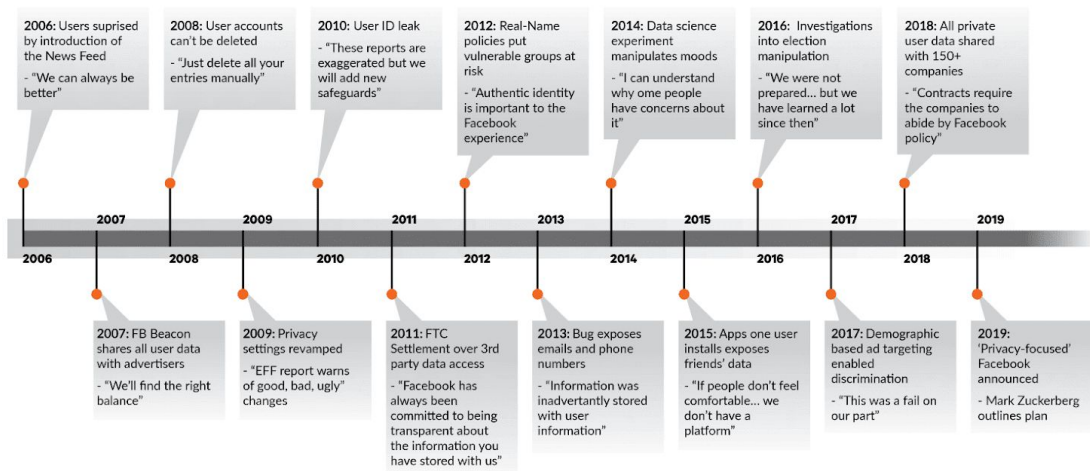 2006: Users suprised
by introduction of
the News Feed
- “We can always be
better”
2008: User accounts
can’t be deleted
- “Just delete all your
entries manually”
2010: User ID leak
- “These reports are
exaggerated but we
will add new
safeguards”
2012: Real-Name
policies put
vulnerable groups at
risk
- “Authentic identity
is important to the
Facebook
experience”
2014: Data science
experiment
manipulates moods
- “I can understand
why ome people
have concerns about
it”
2016: Investigations
into election
manipulation
- “We were not
prepared... but we
have learned a lot
since then”
2018: All private
user data shared
with 150+
companies
- “Contracts require
the companies to
abide by Facebook
policy”
2007
2009
2011
2013
2015
2017
2019
2006
2008
2010
2012
2014
2016
2018
2007: FB Beacon
shares all user data
with advertisers
- “We’ll find the right
balance”
2009: Privacy
settings revamped
- “EFF report warns
of good, bad, ugly”
changes
2011: FTC
Settlement over 3rd
party data access
- “Facebook has
always been
committed to being
transparent about
the information you
have stored with us”
2013: Bug exposes
emails and phone
numbers
- “Information was
inadvertantly stored
with user
information”
2015: Apps one user
installs exposes
friends’ data
- “If people don’t feel
comfortable... we
don’t have a
platform”
2017: Demographic
based ad targeting
enabled
discrimination
- “This was a fail on
our part”
2019:
‘Privacy-focused’
Facebook
announced
- Mark Zuckerberg
outlines plan